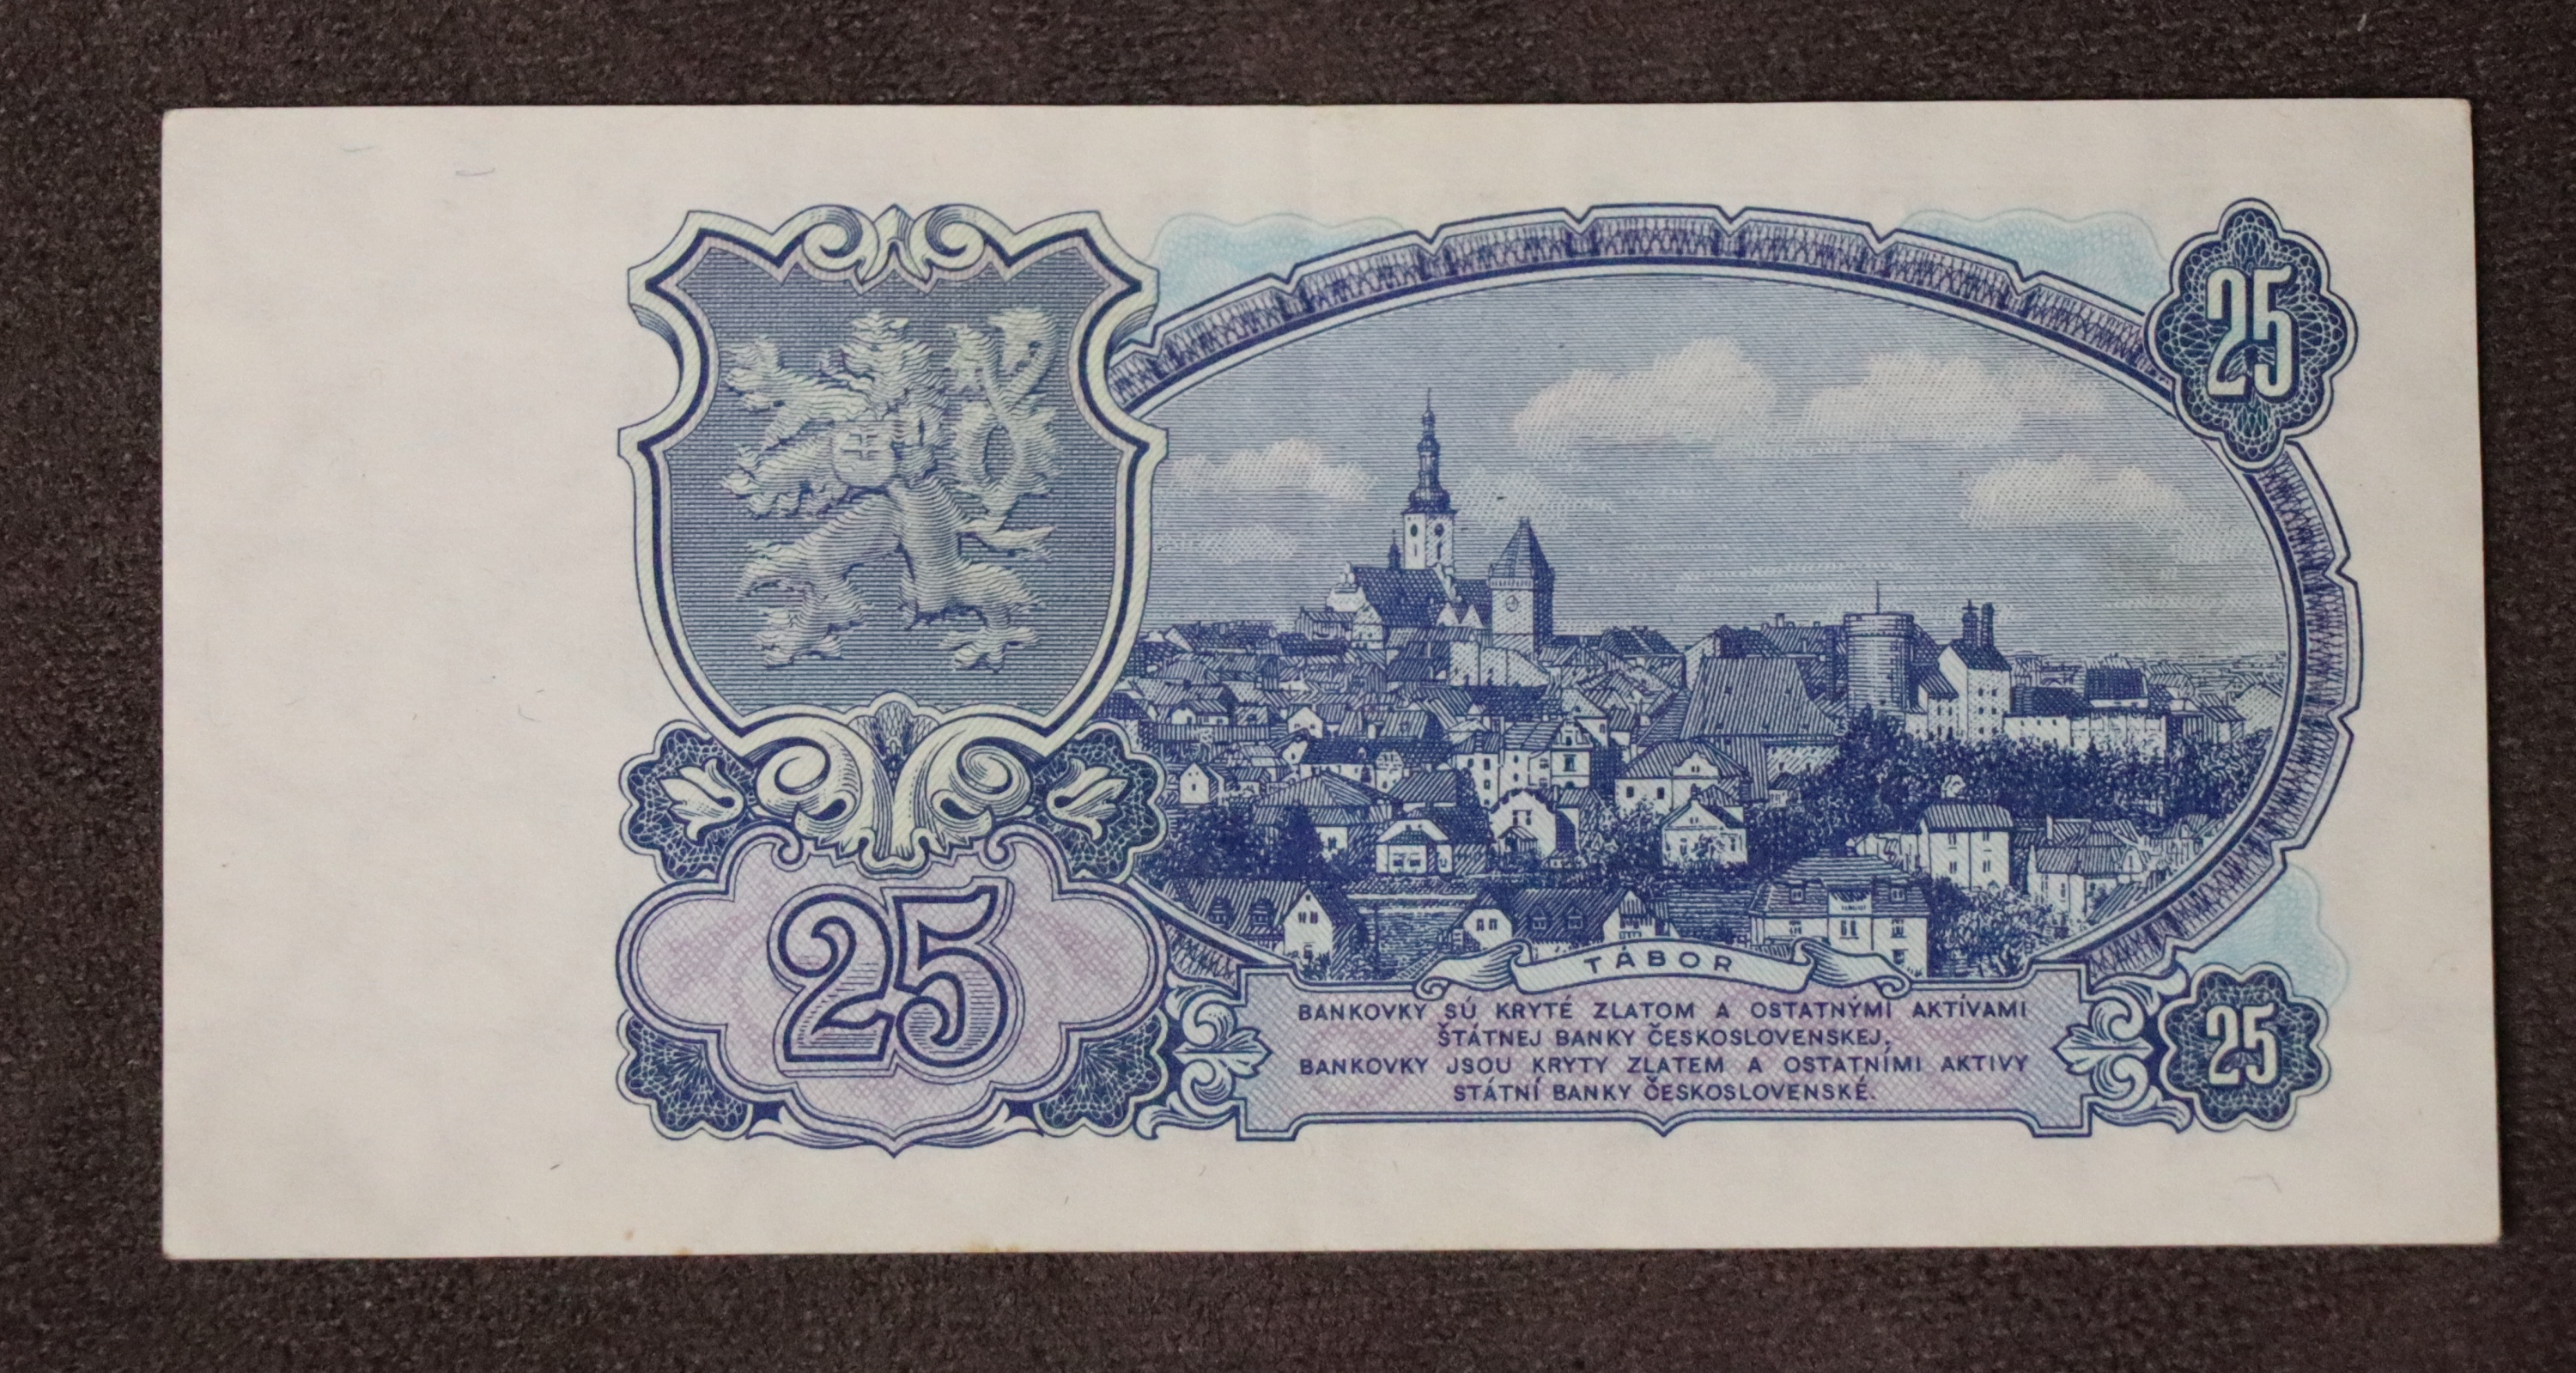 25
TÁBOR
BANKOVKY SÚ KRYTÉ ZLATOM A OSTATNÝMI AKTÍVAMI
ŠTÁTNEJ BANKY ČESKOSLOVENSKEJ.
BANKOVKY JSOU KRYTY ZLATEM A OSTATNÍMI AKTIVY
STÁTNÍ BANKY ČESKOSLOVENSKÉ.
25
25